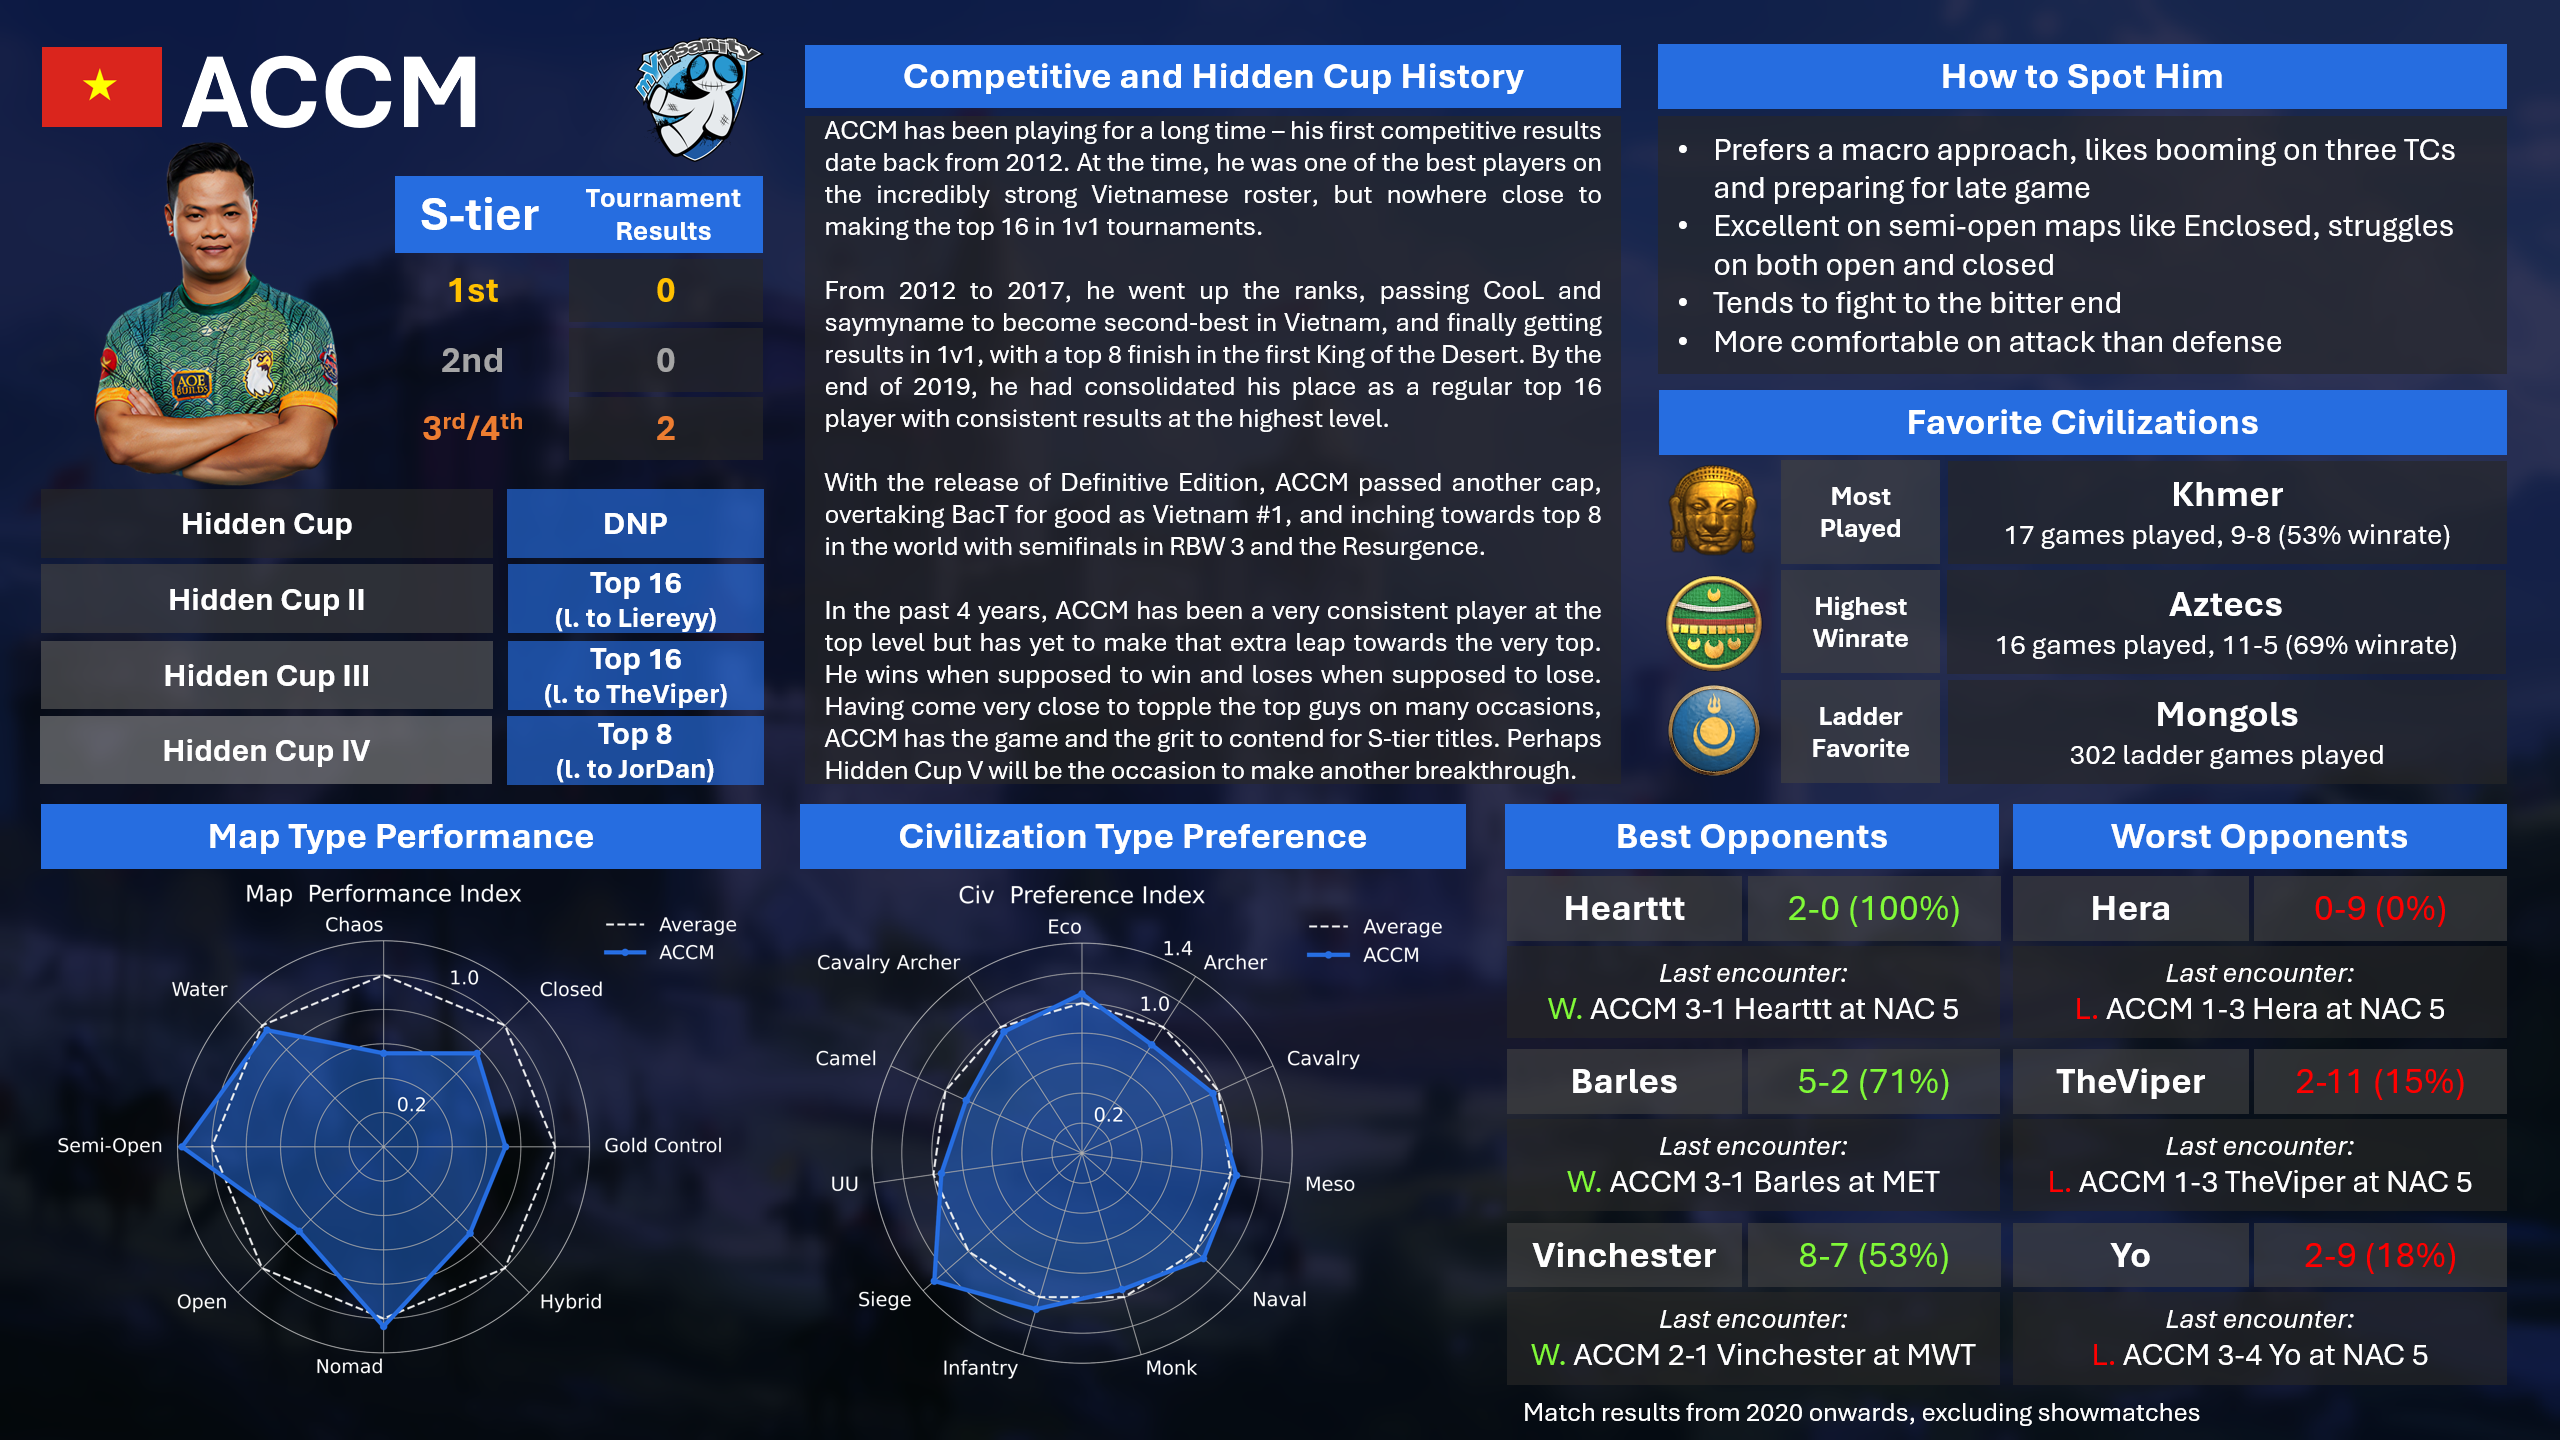 ACCM
mYinsanity
S-tier
Tournament
Results
1st
0
2nd
0
3rd/4th
2
AOE
BUILDS
Hidden Cup
DNP
Hidden Cup II
Top 16
(l. to Liereyy)
Hidden Cup III
Top 16
(l. to TheViper)
Hidden Cup IV
Top 8
(l. to JorDan)
Competitive and Hidden Cup History
ACCM has been playing for a long time – his first competitive results
date back from 2012. At the time, he was one of the best players on
the incredibly strong Vietnamese roster, but nowhere close to
making the top 16 in 1v1 tournaments.
From 2012 to 2017, he went up the ranks, passing CooL and
saymyname to become second-best in Vietnam, and finally getting
results in 1v1, with a top 8 finish in the first King of the Desert. By the
end of 2019, he had consolidated his place as a regular top 16
player with consistent results at the highest level.
With the release of Definitive Edition, ACCM passed another cap,
overtaking BacT for good as Vietnam #1, and inching towards top 8
in the world with semifinals in RBW 3 and the Resurgence.
In the past 4 years, ACCM has been a very consistent player at the
top level but has yet to make that extra leap towards the very top.
He wins when supposed to win and loses when supposed to lose.
Having come very close to topple the top guys on many occasions,
ACCM has the game and the grit to contend for S-tier titles. Perhaps
Hidden Cup V will be the occasion to make another breakthrough.
How to Spot Him
• Prefers a macro approach, likes booming on three TCs
and preparing for late game
• Excellent on semi-open maps like Enclosed, struggles
on both open and closed
• Tends to fight to the bitter end
• More comfortable on attack than defense
Favorite Civilizations
Most
Played
Khmer
17 games played, 9-8 (53% winrate)
Highest
Winrate
Aztecs
16 games played, 11-5 (69% winrate)
Ladder
Favorite
Mongols
302 ladder games played
Map Type Performance
Map Performance Index
Average
ACCM
Chaos
Closed
Gold Control
Hybrid
Nomad
Open
Semi-Open
Water
1.0
0.2
Civilization Type Preference
Civ Preference Index
Average
ACCM
Eco
Archer
Cavalry
Meso
Naval
Monk
Infantry
Siege
UU
Camel
Cavalry Archer
1.4
1.0
0.2
Best Opponents
Hearttt
2-0 (100%)
Last encounter:
W. ACCM 3-1 Hearttt at NAC 5
Barles
5-2 (71%)
Last encounter:
W. ACCM 3-1 Barles at MET
Vinchester
8-7 (53%)
Last encounter:
W. ACCM 2-1 Vinchester at MWT
Worst Opponents
Hera
0-9 (0%)
Last encounter:
L. ACCM 1-3 Hera at NAC 5
TheViper
2-11 (15%)
Last encounter:
L. ACCM 1-3 TheViper at NAC 5
Yo
2-9 (18%)
Last encounter:
L. ACCM 3-4 Yo at NAC 5
Match results from 2020 onwards, excluding showmatches